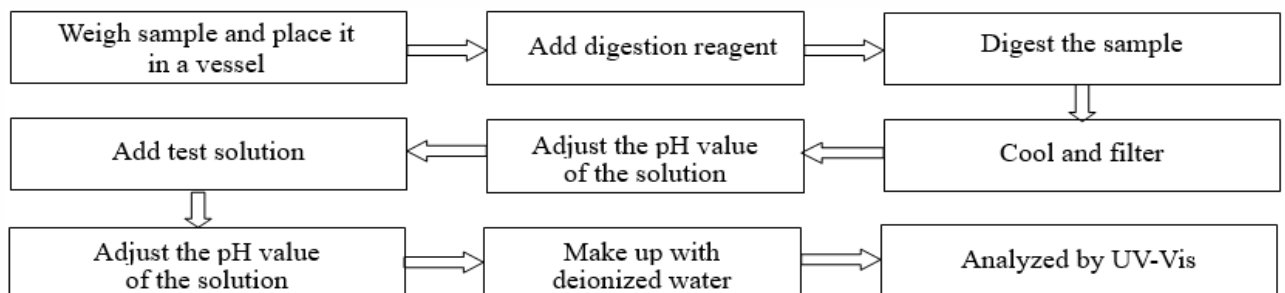 Weigh sample and place it
in a vessel
Add digestion reagent
Digest the sample
Cool and filter
Adjust the pH value
of the solution
Add test solution
Adjust the pH value
of the solution
Make up with
deionized water
Analyzed by UV-Vis